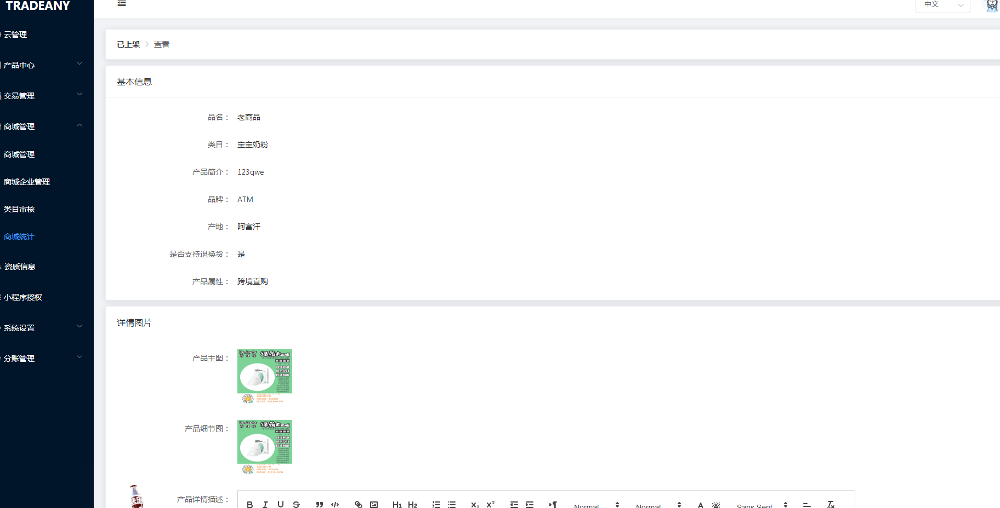 TRADEANY
中文
云管理
产品中心
交易管理
商城管理
商城管理
商城企业管理
类目审核
商城统计
资质信息
小程序授权
系统设置
分账管理
已上架 > 查看
基本信息
品名： 老商品
类目： 宝宝奶粉
产品简介： 123qwe
品牌： ATM
产地： 阿富汗
是否支持退换货： 是
产品属性： 跨境直购
详情图片
产品主图：
Dr.Jart+
产品细节图：
Dr.Jart+
产品详情描述：
B I U S H1 H2 X2 X2 Normal Normal A A Sans Serif Tx